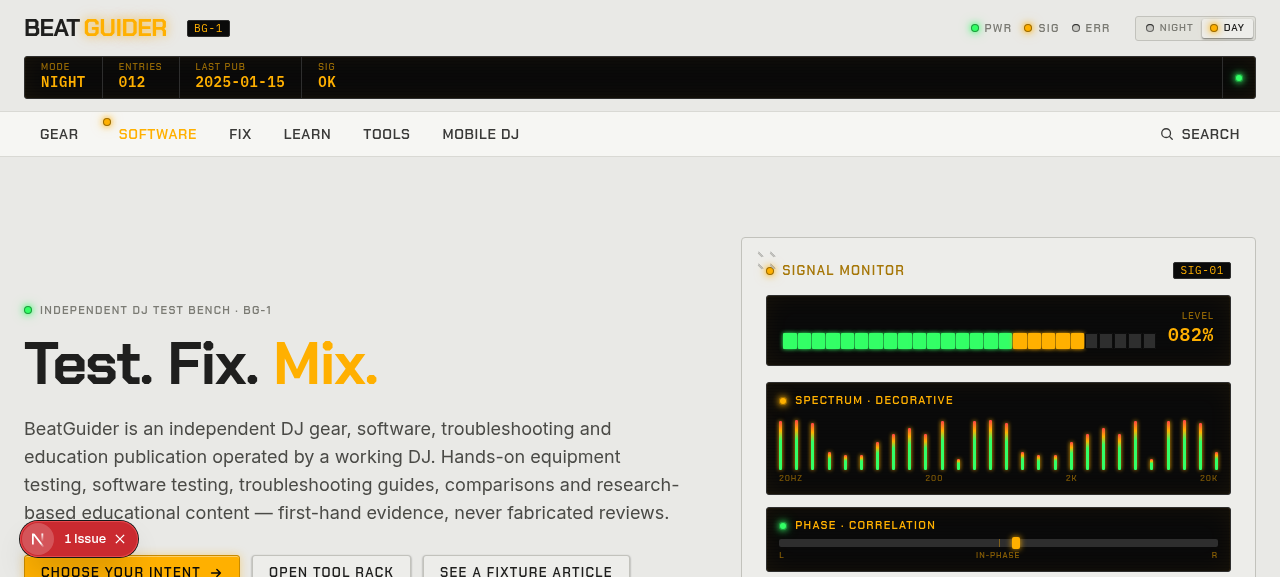 BEAT GUIDER BG-1 PWR SIG ERR NIGHT DAY
MODE ENTRIES LAST PUB SIG
NIGHT 012 2025-01-15 OK
GEAR SOFTWARE FIX LEARN TOOLS MOBILE DJ SEARCH
INDEPENDENT DJ TEST BENCH · BG-1
Test. Fix. Mix.
BeatGuider is an independent DJ gear, software, troubleshooting and
education publication operated by a working DJ. Hands-on equipment
testing, software testing, troubleshooting guides, comparisons and research-
based educational content — first-hand evidence, never fabricated reviews.
CHOOSE YOUR INTENT → OPEN TOOL RACK SEE A FIXTURE ARTICLE
N 1 Issue ×
SIGNAL MONITOR SIG-01
LEVEL
082%
SPECTRUM · DECORATIVE
20HZ 200 2K 20K
PHASE · CORRELATION
L IN-PHASE R